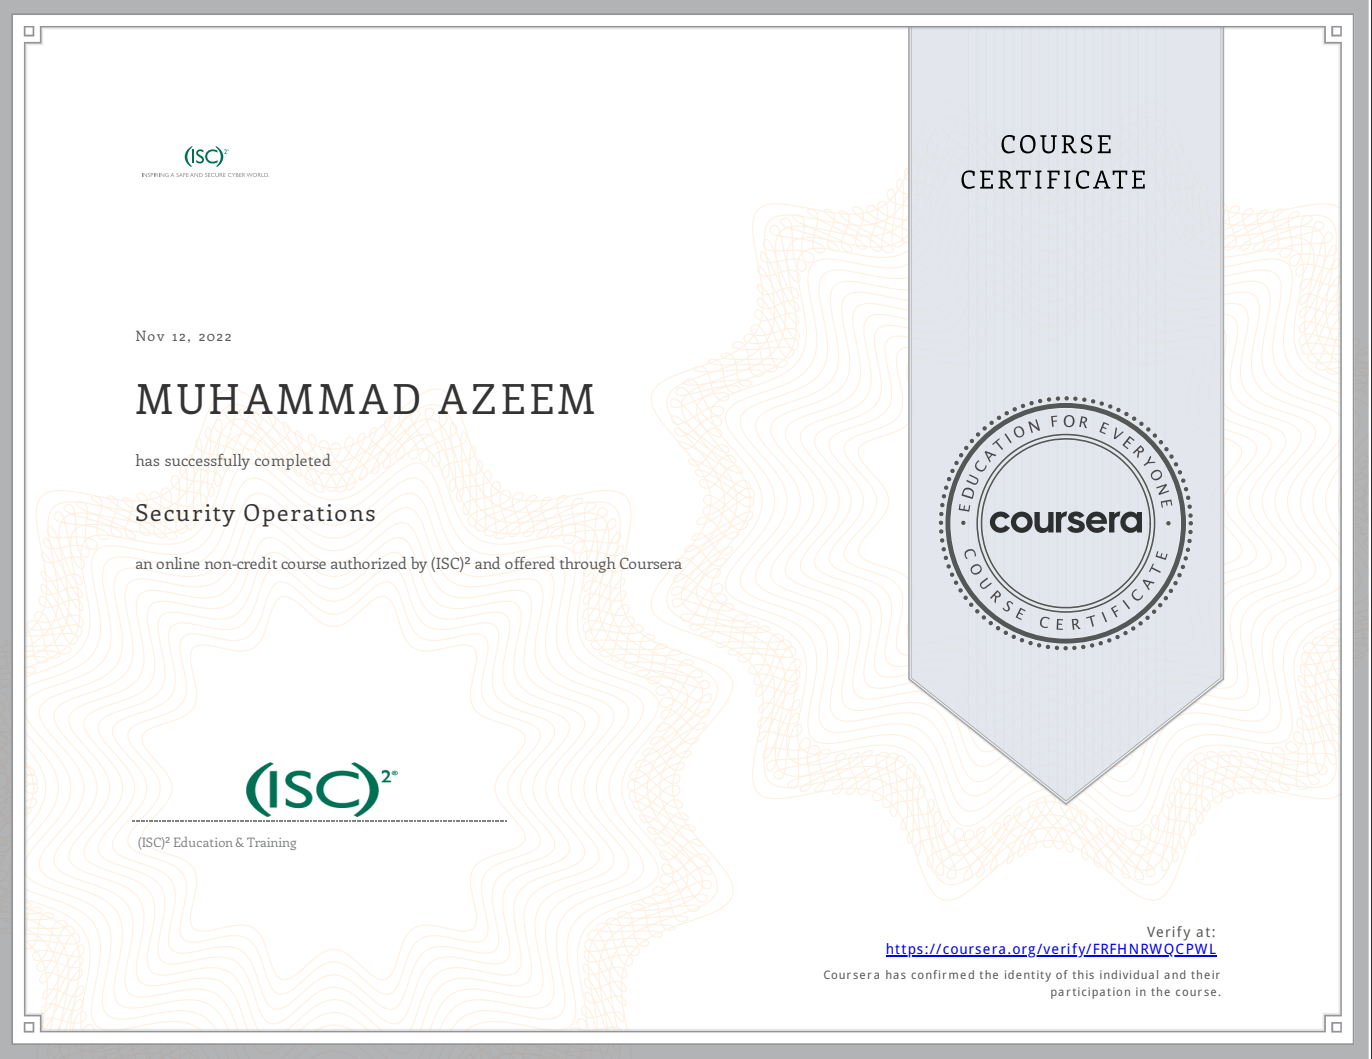 (ISC)²
INSPIRING A SAFE AND SECURE CYBER WORLD.
COURSE
CERTIFICATE
Nov 12, 2022
MUHAMMAD AZEEM
has successfully completed
Security Operations
an online non-credit course authorized by (ISC)² and offered through Coursera
EDUCATION FOR EVERYONE
coursera
COURSE CERTIFICATE
(ISC)²®
(ISC)² Education & Training
Verify at:
https://coursera.org/verify/FRFHNRWQCPWL
Coursera has confirmed the identity of this individual and their
participation in the course.